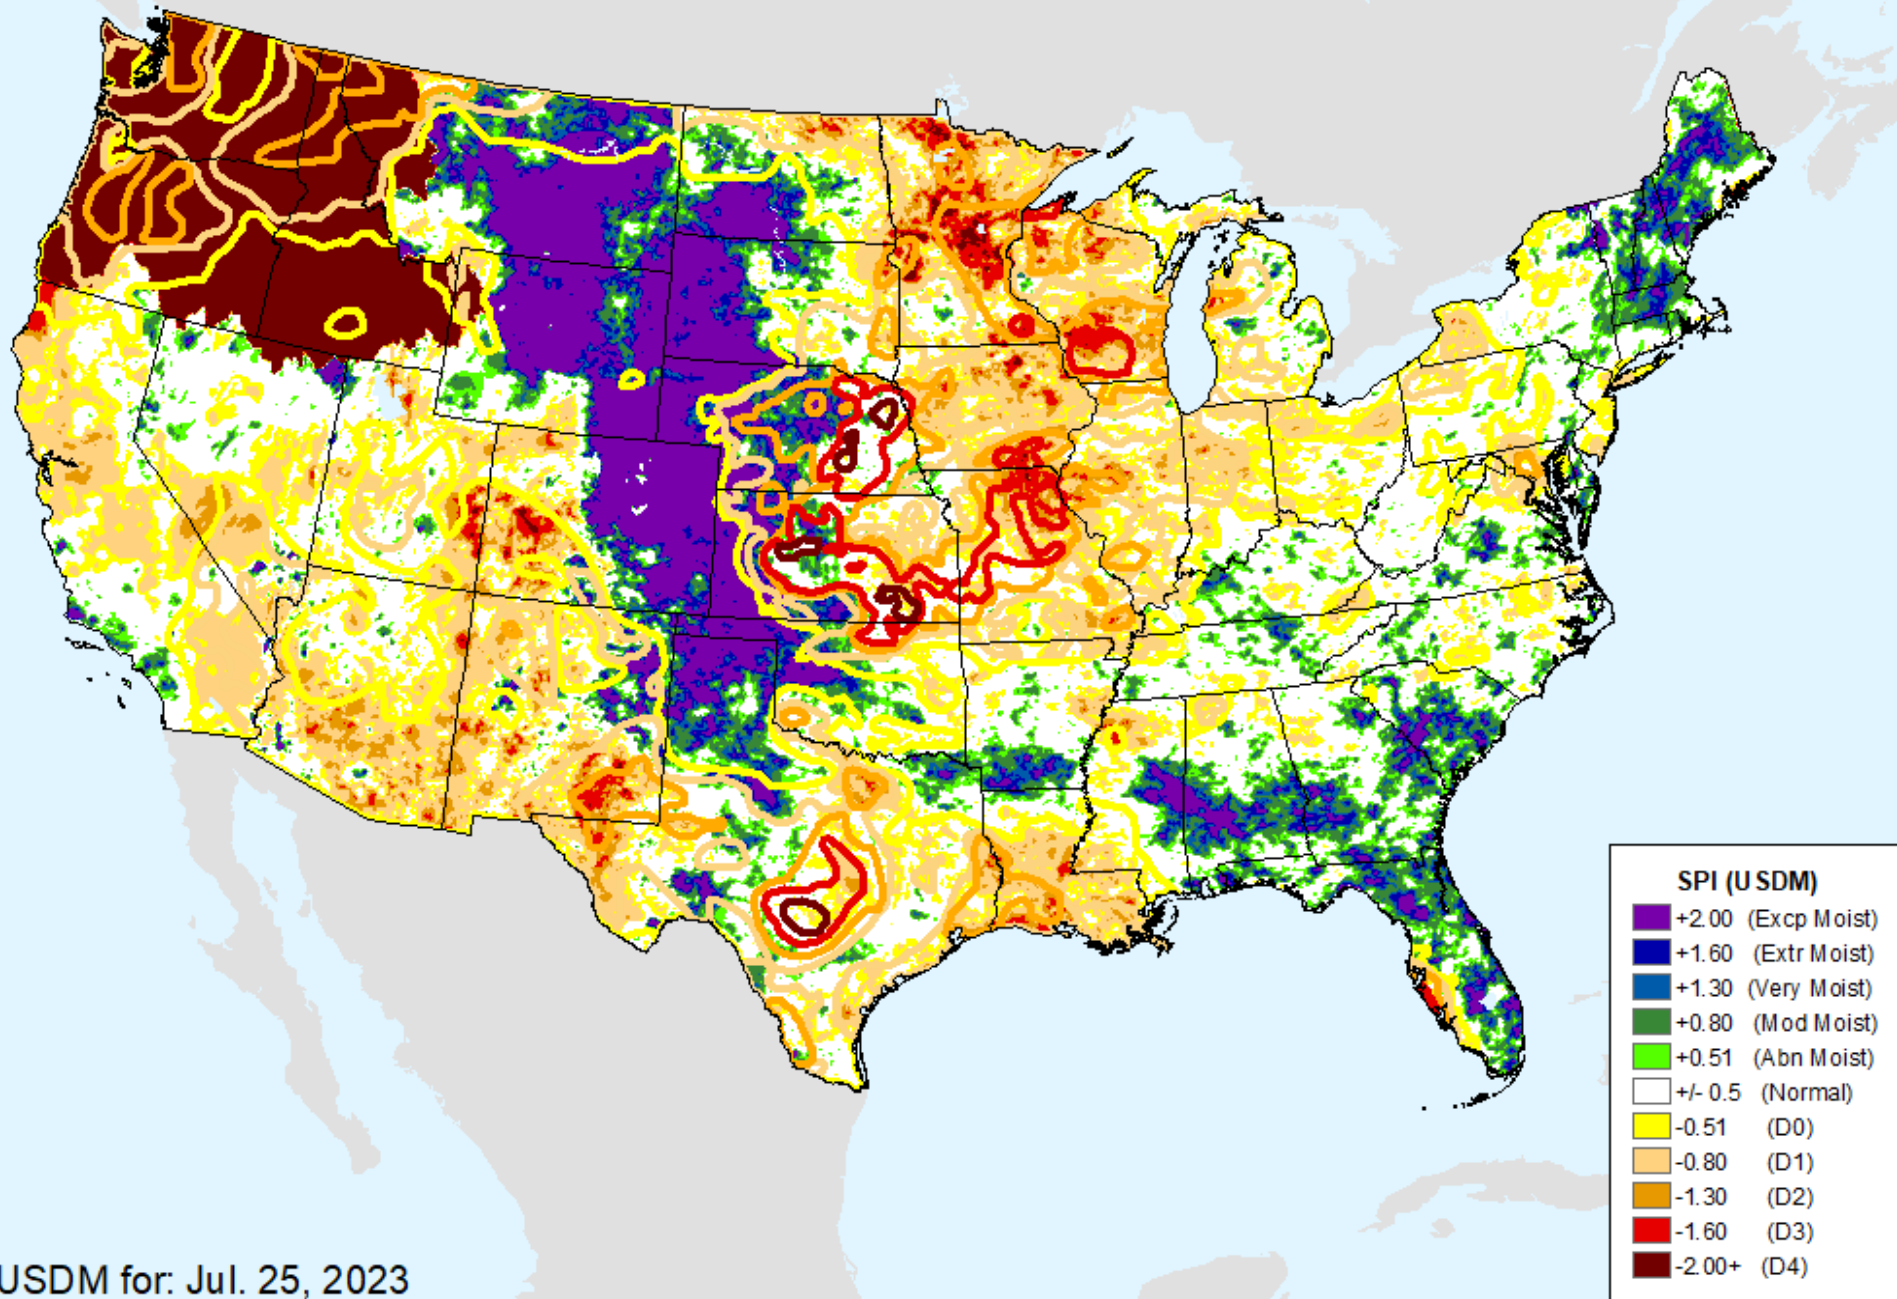 SPI (USDM)
+2.00 (Excp Moist)
+1.60 (Extr Moist)
+1.30 (Very Moist)
+0.80 (Mod Moist)
+0.51 (Abn Moist)
+/- 0.5 (Normal)
-0.51 (D0)
-0.80 (D1)
-1.30 (D2)
-1.60 (D3)
-2.00+ (D4)
USDM for: Jul. 25, 2023